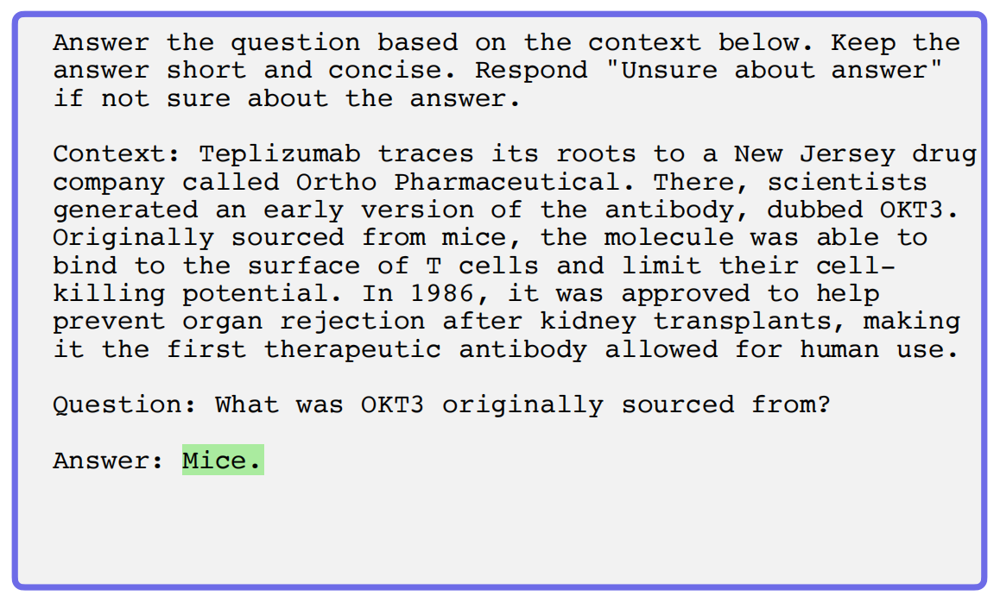 Answer the question based on the context below. Keep the
answer short and concise. Respond "Unsure about answer"
if not sure about the answer.
Context: Teplizumab traces its roots to a New Jersey drug
company called Ortho Pharmaceutical. There, scientists
generated an early version of the antibody, dubbed OKT3.
Originally sourced from mice, the molecule was able to
bind to the surface of T cells and limit their cell-
killing potential. In 1986, it was approved to help
prevent organ rejection after kidney transplants, making
it the first therapeutic antibody allowed for human use.
Question: What was OKT3 originally sourced from?
Answer: Mice.